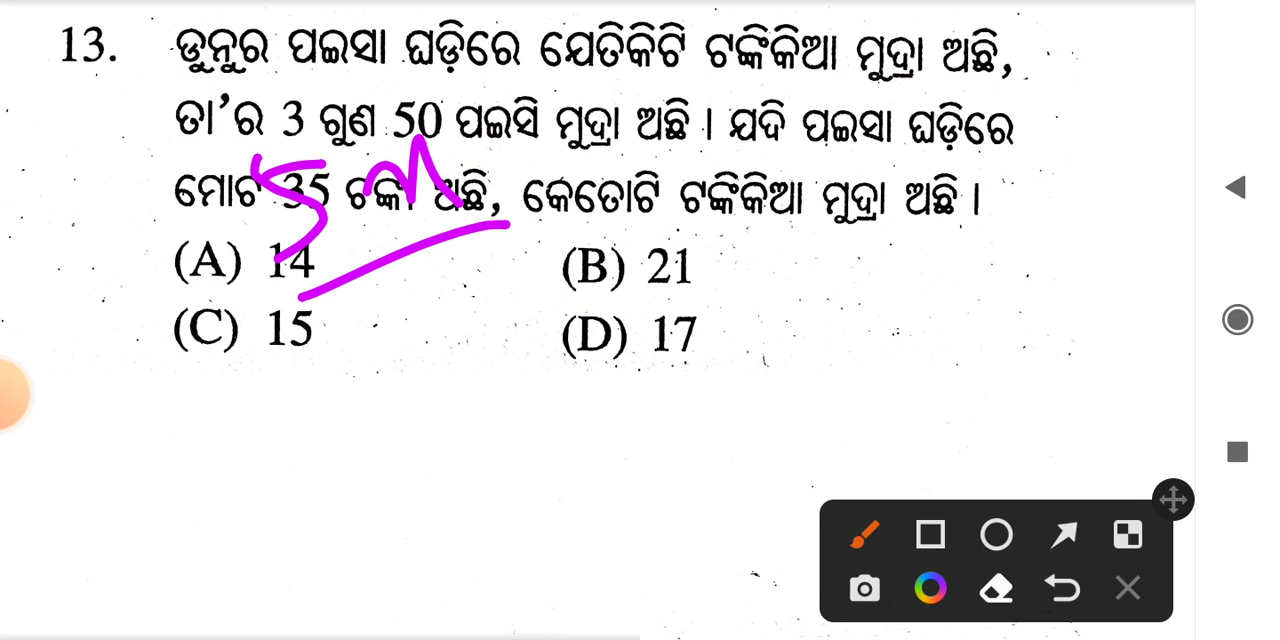 13. ଡୁନୁର ପଇସା ଘଡ଼ିରେ ଯେତିକିଟି ଟଙ୍କିକିଆ ମୁଦ୍ରା ଅଛି,
ତା'ର 3 ଗୁଣ 50 ପଇସି ମୁଦ୍ରା ଅଛି । ଯଦି ପଇସା ଘଡ଼ିରେ
ମୋଟ 35 ଟଙ୍କା ଅଛି, କେତୋଟି ଟଙ୍କିକିଆ ମୁଦ୍ରା ଅଛି ।
(A) 14 (B) 21
(C) 15 (D) 17